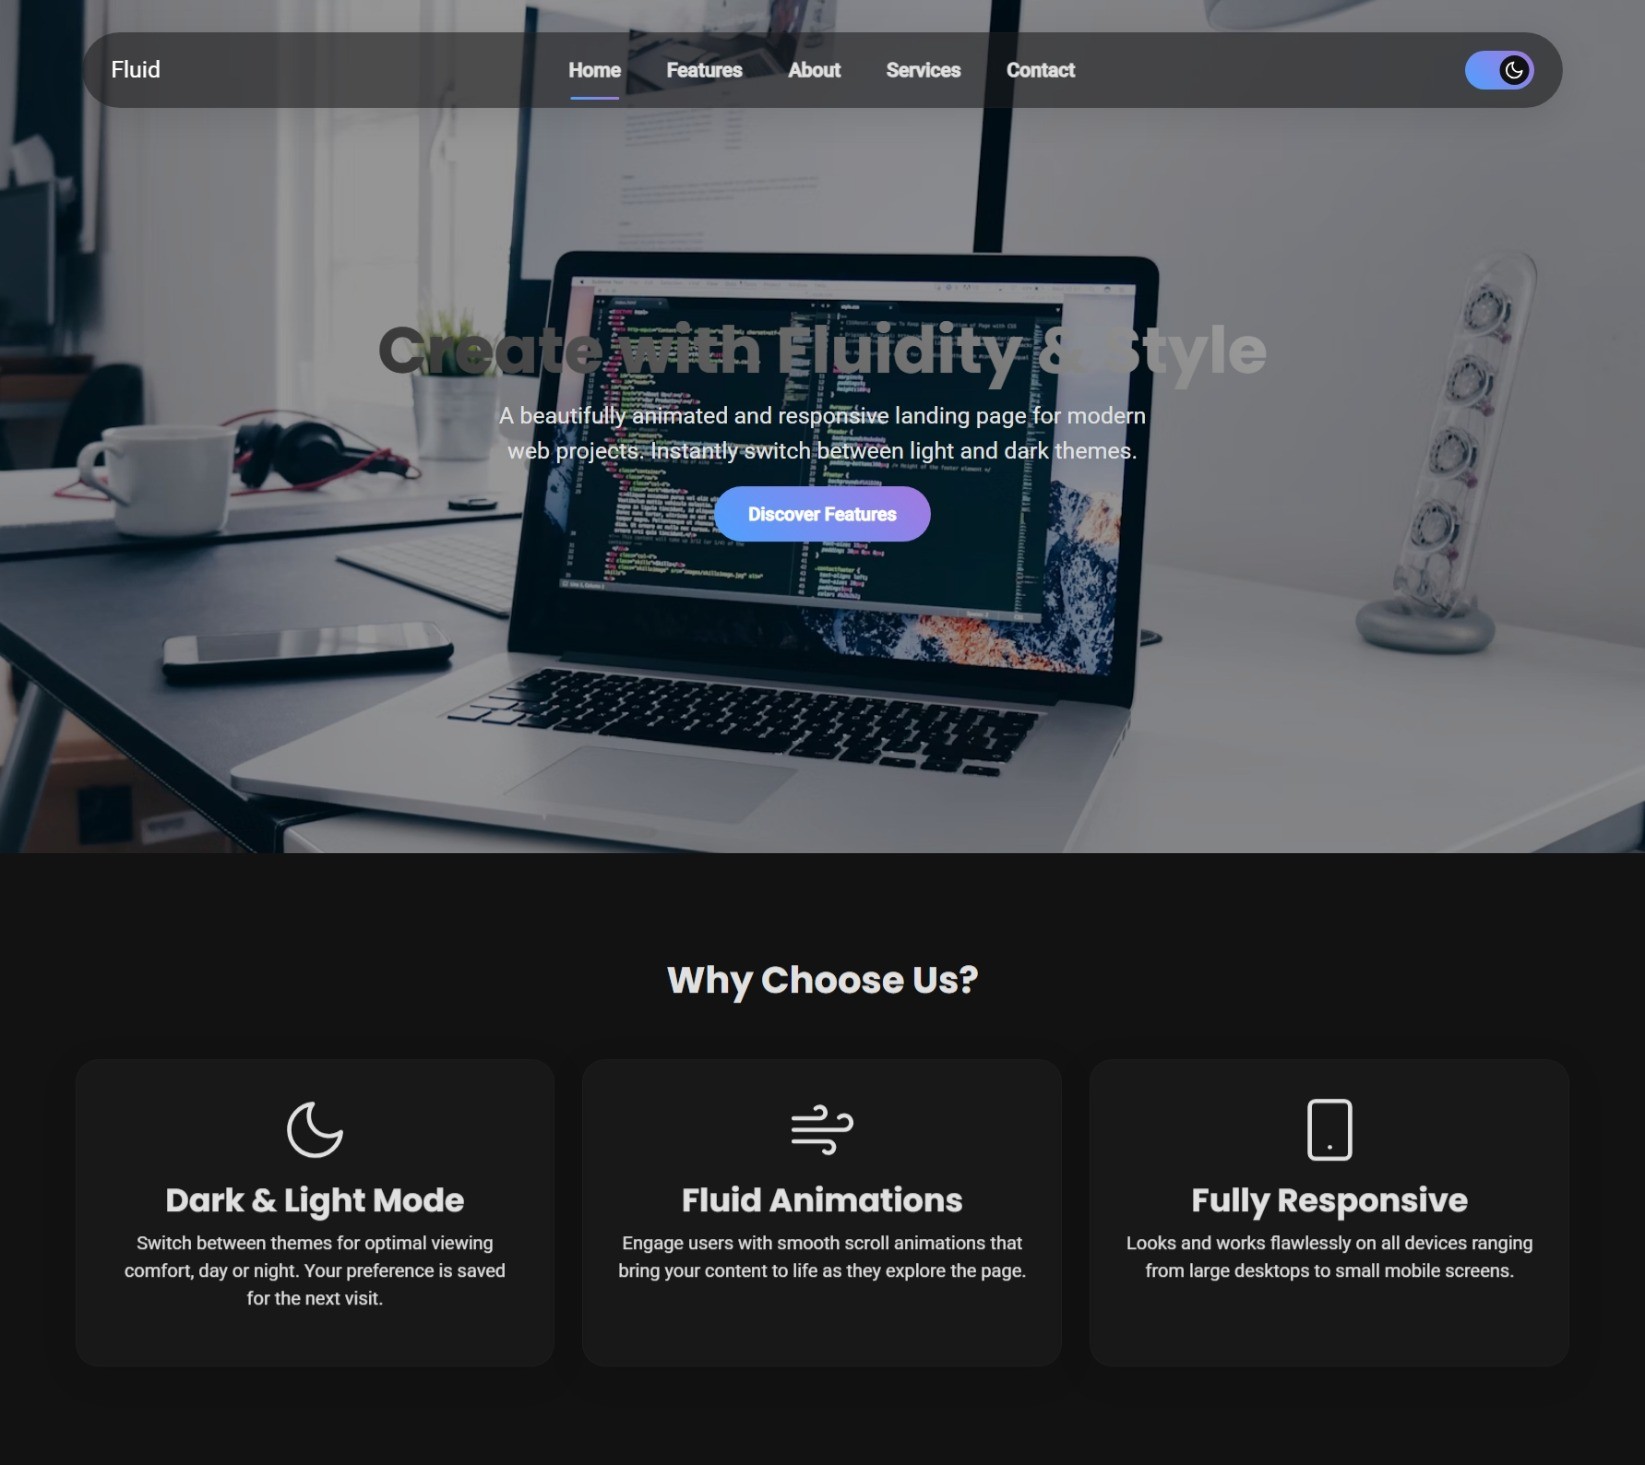 Fluid
Home
Features
About
Services
Contact
Create with Fluidity & Style
A beautifully animated and responsive landing page for modern
web projects. Instantly switch between light and dark themes.
Discover Features
Why Choose Us?
Dark & Light Mode
Switch between themes for optimal viewing
comfort, day or night. Your preference is saved
for the next visit.
Fluid Animations
Engage users with smooth scroll animations that
bring your content to life as they explore the page.
Fully Responsive
Looks and works flawlessly on all devices ranging
from large desktops to small mobile screens.